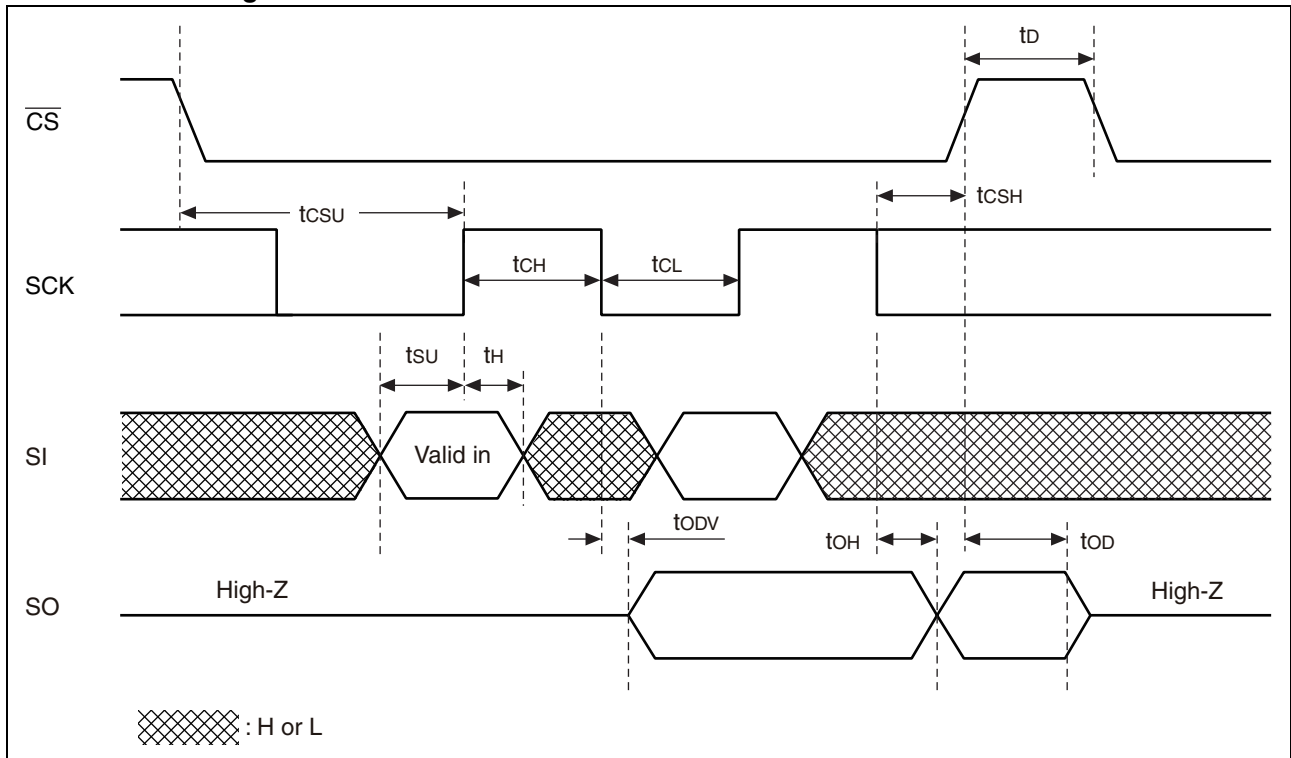 tD
CS
tCSH
tCSU
tCH
tCL
SCK
tSU
tH
SI
Valid in
tODV
tOH
tOD
High-Z
High-Z
SO
: H or L